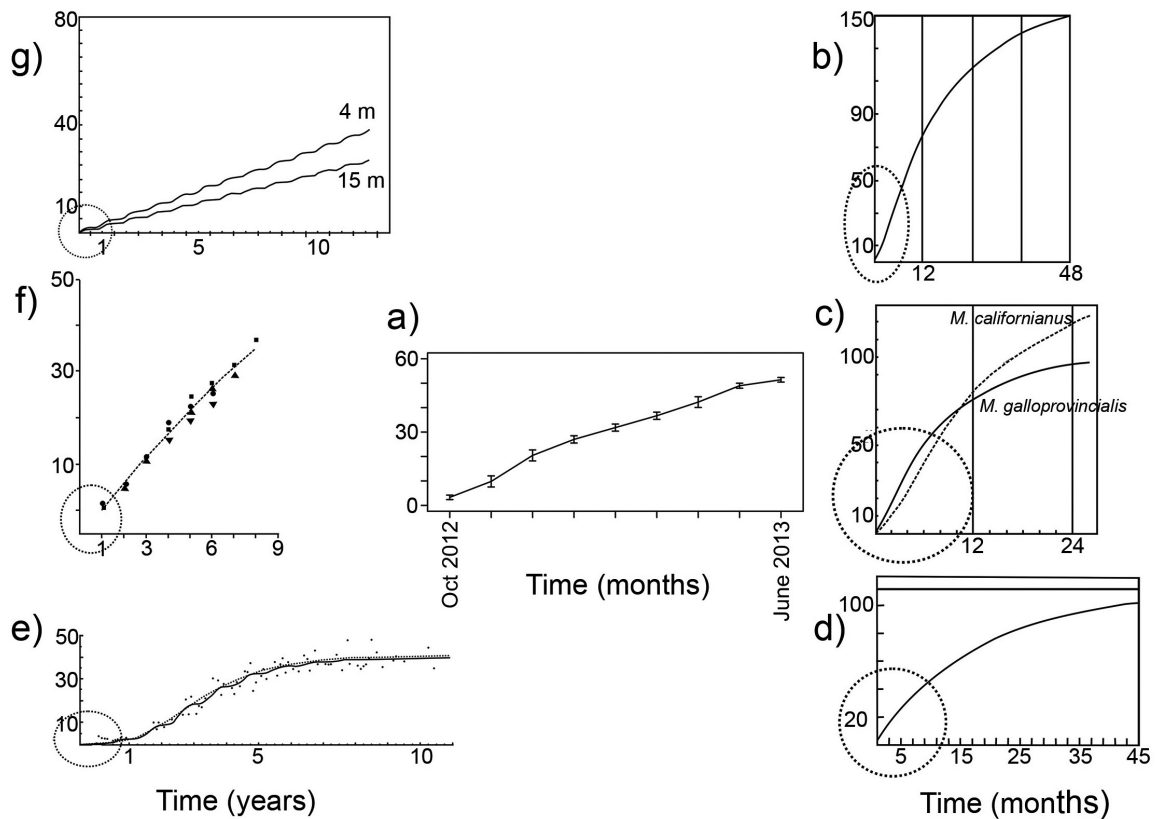 g)
80
40
10
4 m
15 m
1
5
10
f)
50
30
10
1
3
6
9
e)
50
30
10
1
5
10
Time (years)
a)
60
30
0
Oct 2012
June 2013
Time (months)
b)
150
90
50
10
12
48
c)
100
50
10
M. californianus
M. galloprovincialis
12
24
d)
100
20
5
15
25
35
45
Time (months)